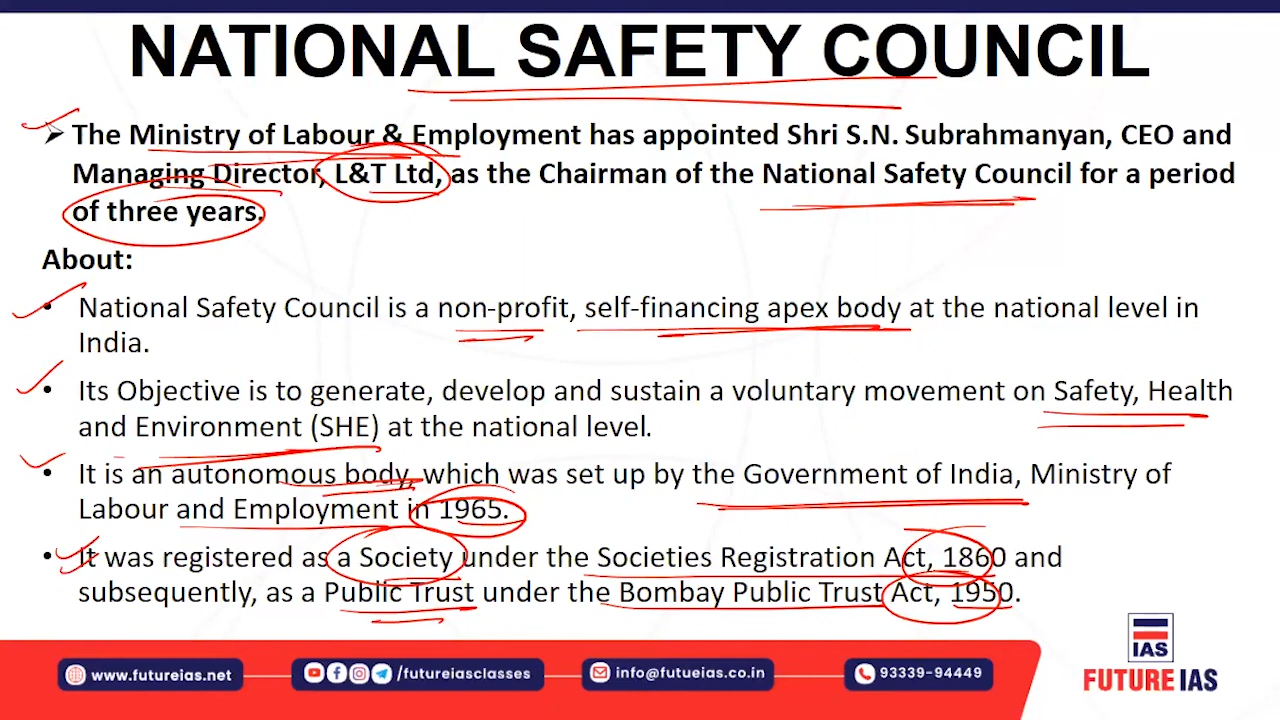 NATIONAL SAFETY COUNCIL
➢ The Ministry of Labour & Employment has appointed Shri S.N. Subrahmanyan, CEO and
Managing Director, L&T Ltd, as the Chairman of the National Safety Council for a period
of three years.
About:
• National Safety Council is a non-profit, self-financing apex body at the national level in
India.
• Its Objective is to generate, develop and sustain a voluntary movement on Safety, Health
and Environment (SHE) at the national level.
• It is an autonomous body, which was set up by the Government of India, Ministry of
Labour and Employment in 1965.
• It was registered as a Society under the Societies Registration Act, 1860 and
subsequently, as a Public Trust under the Bombay Public Trust Act, 1950.
IAS
FUTURE IAS
www.futureias.net
/futureiasclasses
info@futueias.co.in
93339-94449